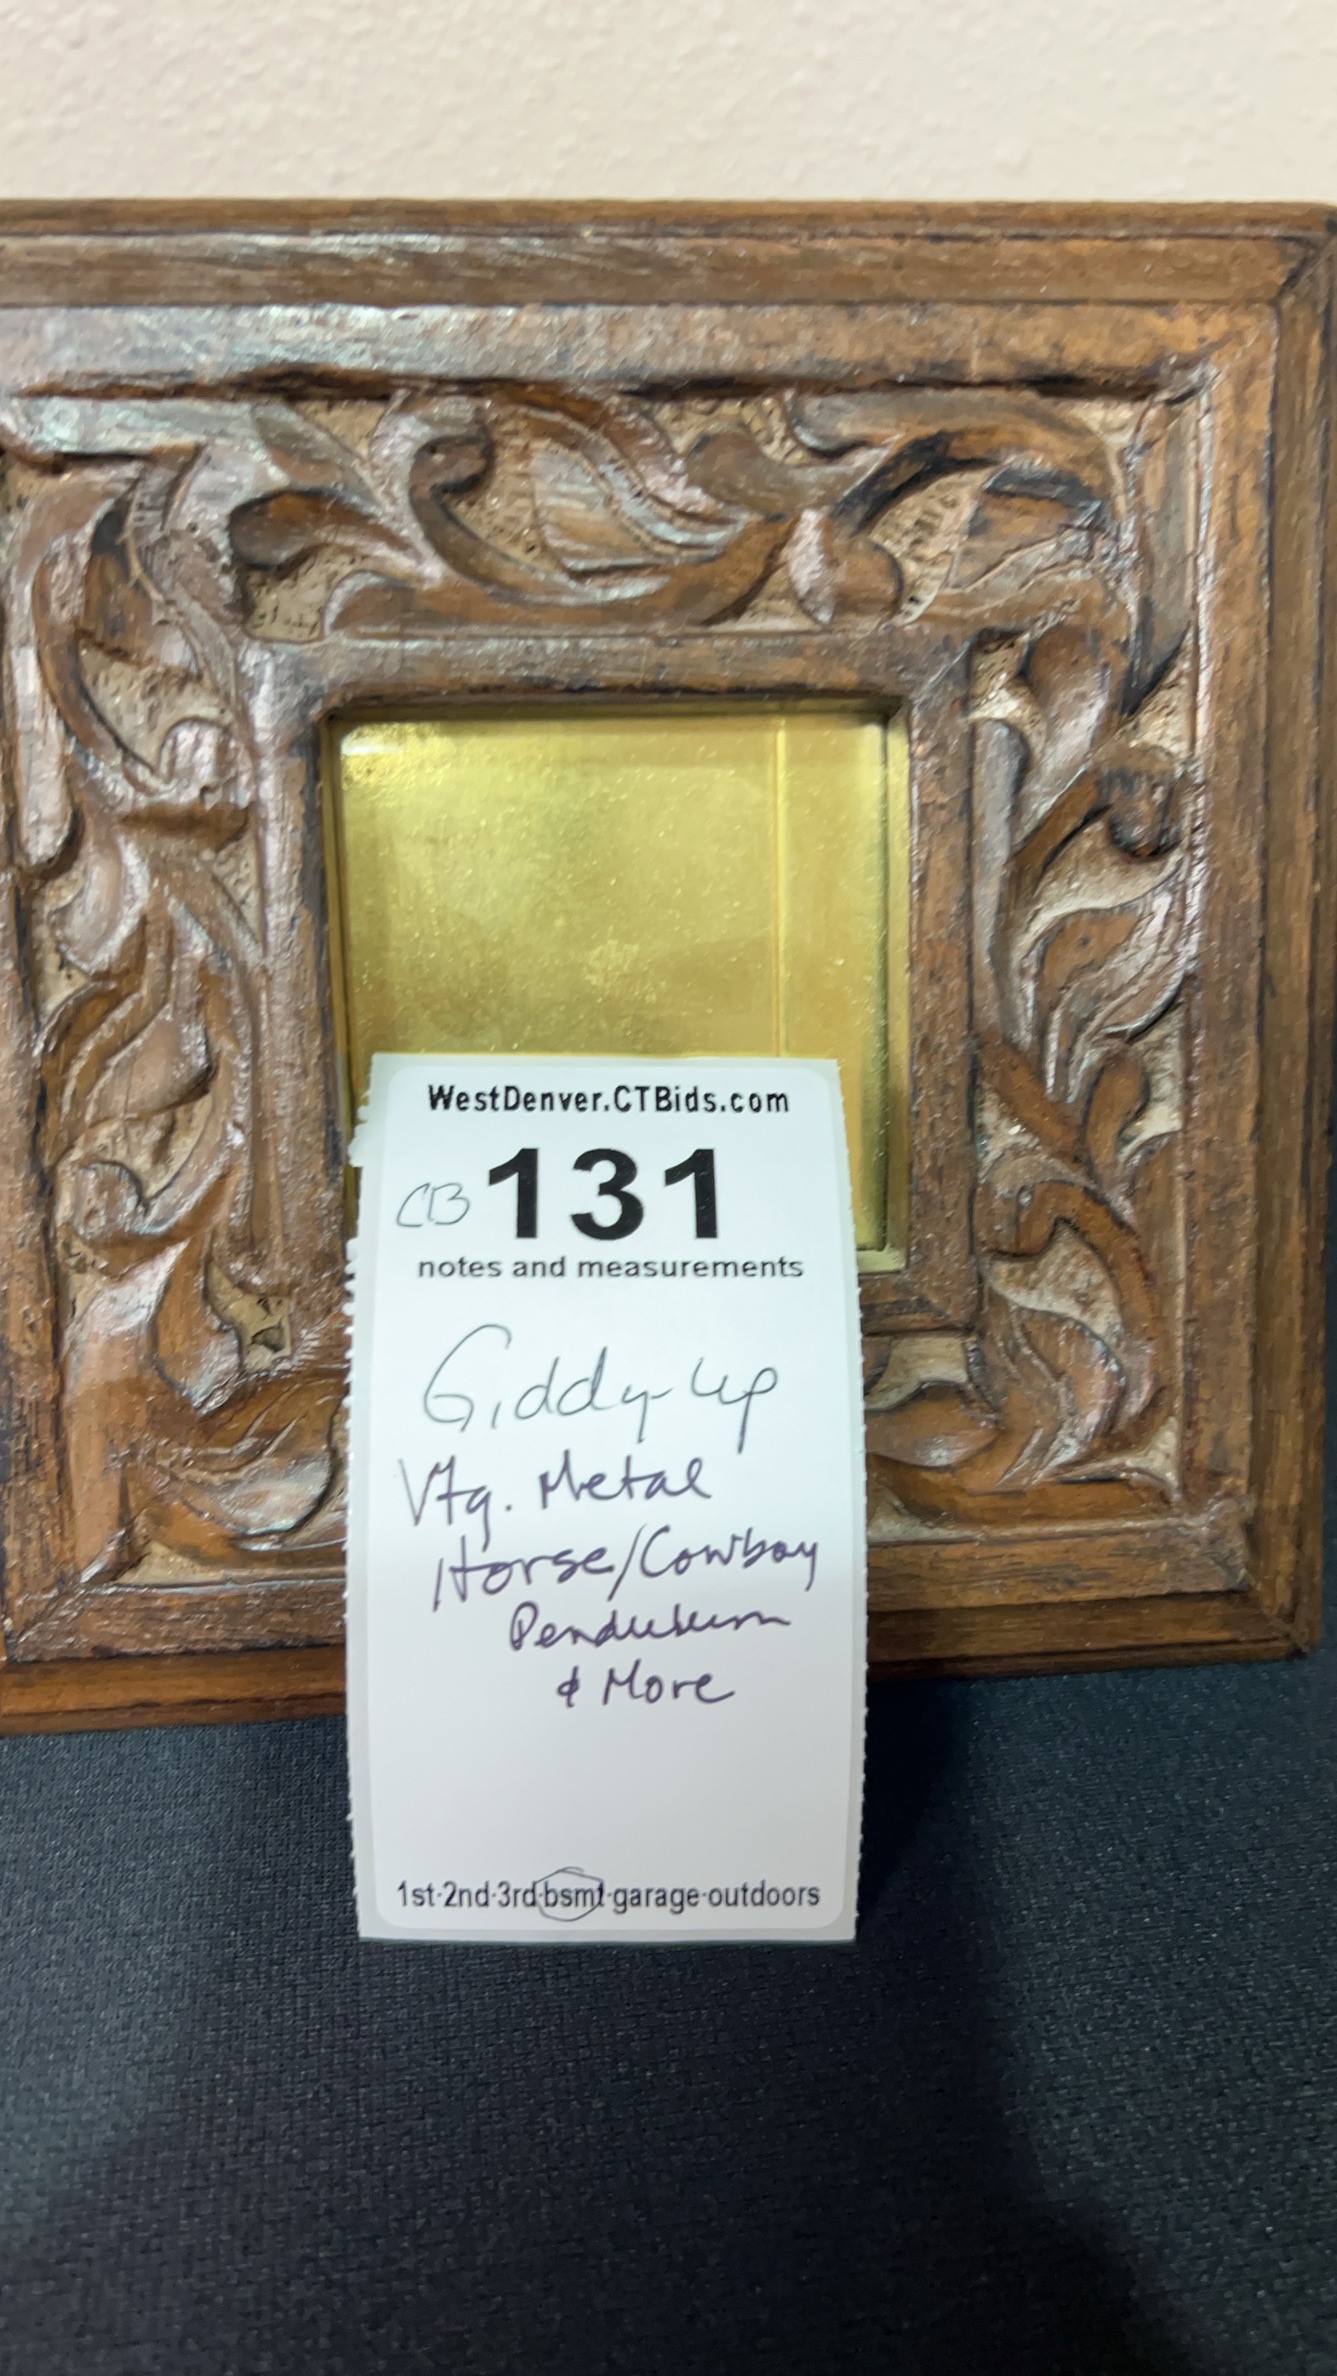 WestDenver.CTBids.com
CB 131
notes and measurements
Giddy-up
Vtg. Metal
Horse/Cowboy
Pendulum
& More
1st·2nd·3rd·bsmt·garage·outdoors